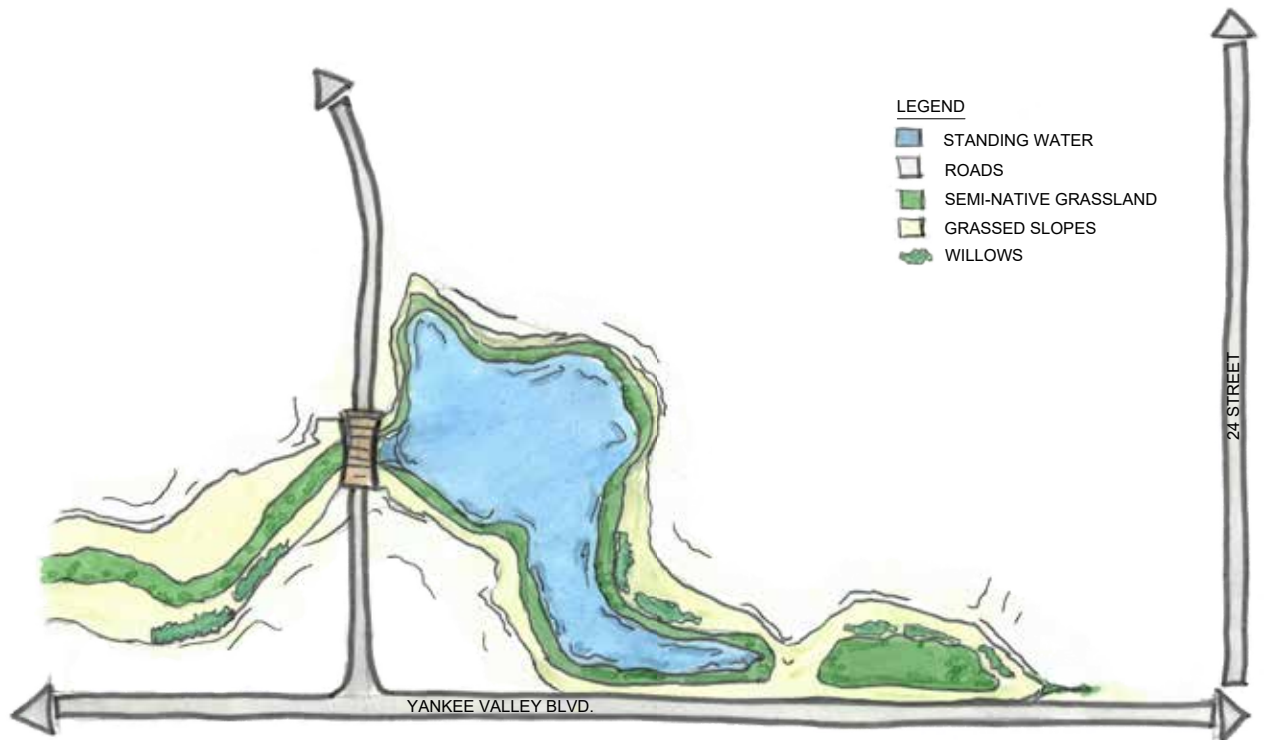 LEGEND
STANDING WATER
ROADS
SEMI-NATIVE GRASSLAND
GRASSED SLOPES
WILLOWS
24 STREET
YANKEE VALLEY BLVD.